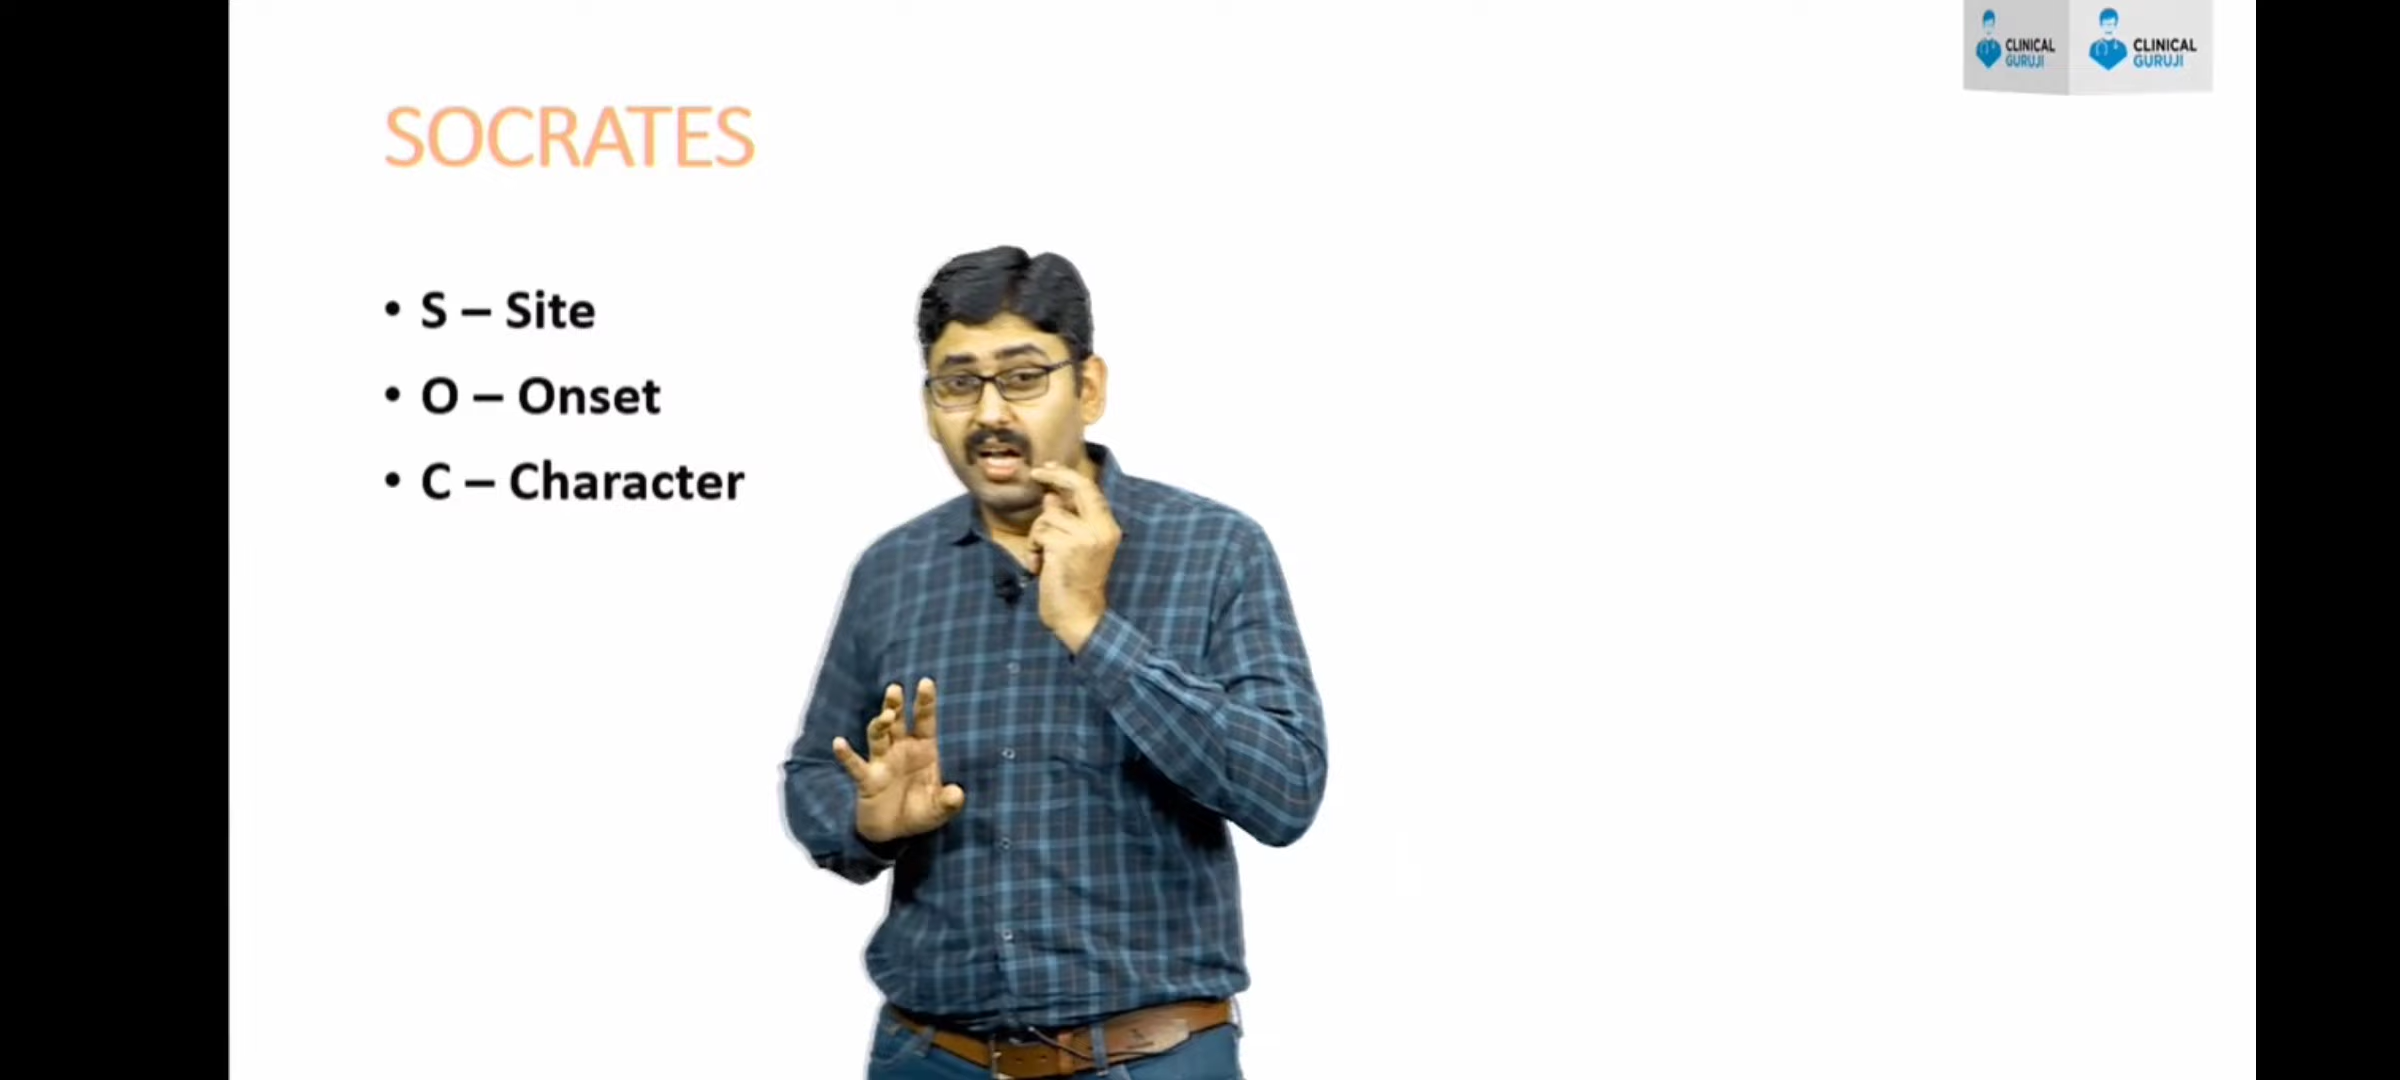 SOCRATES
• S – Site
• O – Onset
• C – Character
CLINICAL
GURUJI
CLINICAL
GURUJI